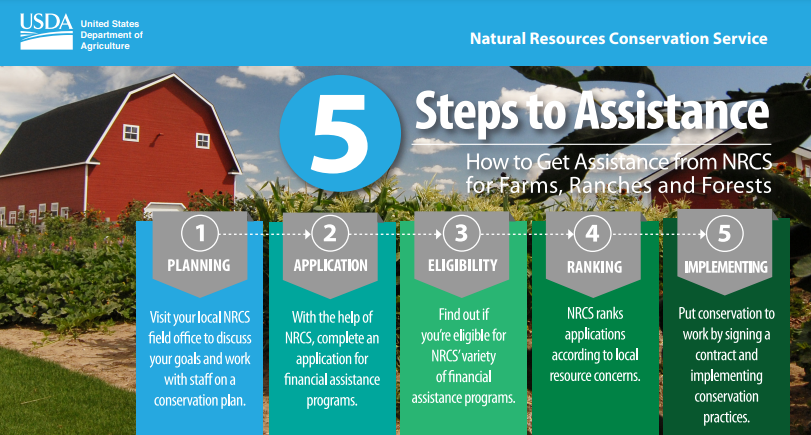 USDA
United States
Department of
Agriculture
Natural Resources Conservation Service
5
Steps to Assistance
How to Get Assistance from NRCS
for Farms, Ranches and Forests
1
PLANNING
Visit your local NRCS
field office to discuss
your goals and work
with staff on a
conservation plan.
2
APPLICATION
With the help of
NRCS, complete an
application for
financial assistance
programs.
3
ELIGIBILITY
Find out if
you're eligible for
NRCS' variety
of financial
assistance programs.
4
RANKING
NRCS ranks
applications
according to local
resource concerns.
5
IMPLEMENTING
Put conservation to
work by signing a
contract and
implementing
conservation
practices.